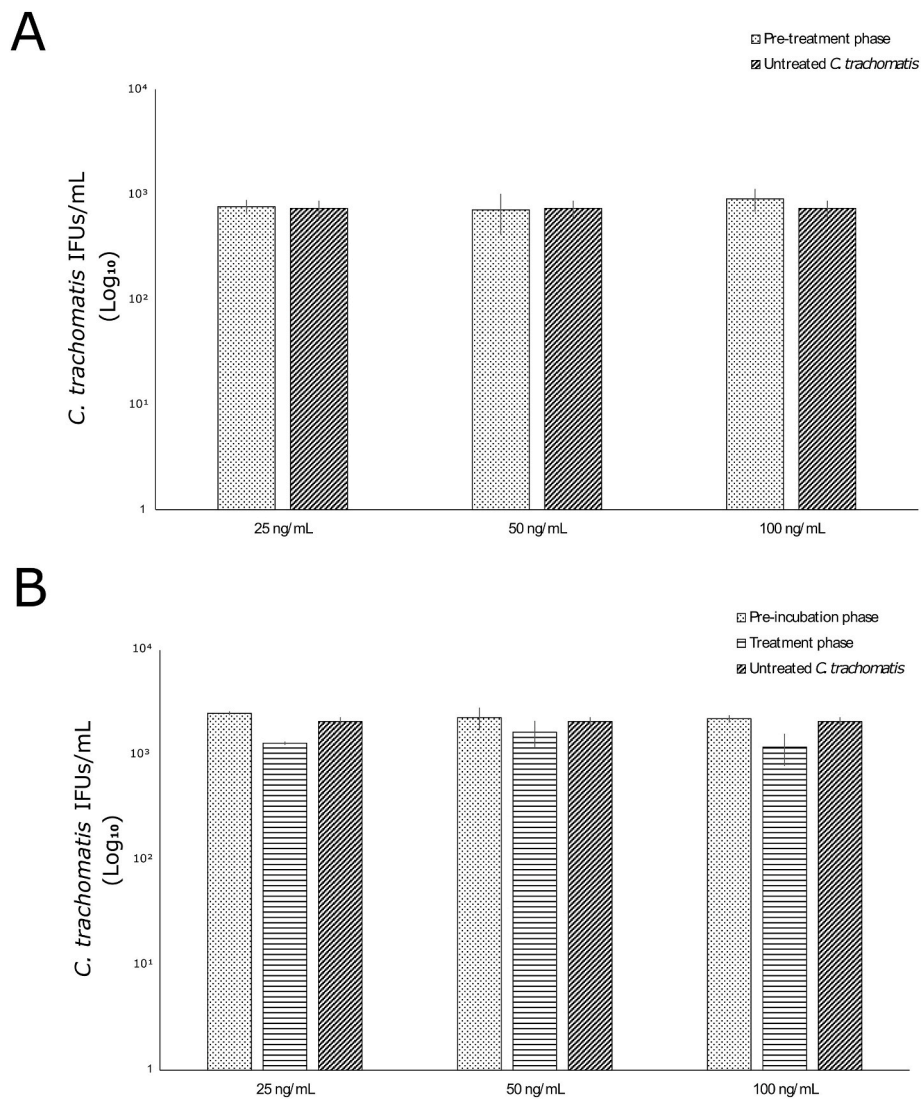 A
Pre-treatment phase
Untreated C. trachomatis
C. trachomatis IFUs/mL
(Log₁₀)
10⁴
10³
10²
10¹
1
25 ng/mL
50 ng/mL
100 ng/mL
B
Pre-incubation phase
Treatment phase
Untreated C. trachomatis
C. trachomatis IFUs/mL
(Log₁₀)
10⁴
10³
10²
10¹
1
25 ng/mL
50 ng/mL
100 ng/mL